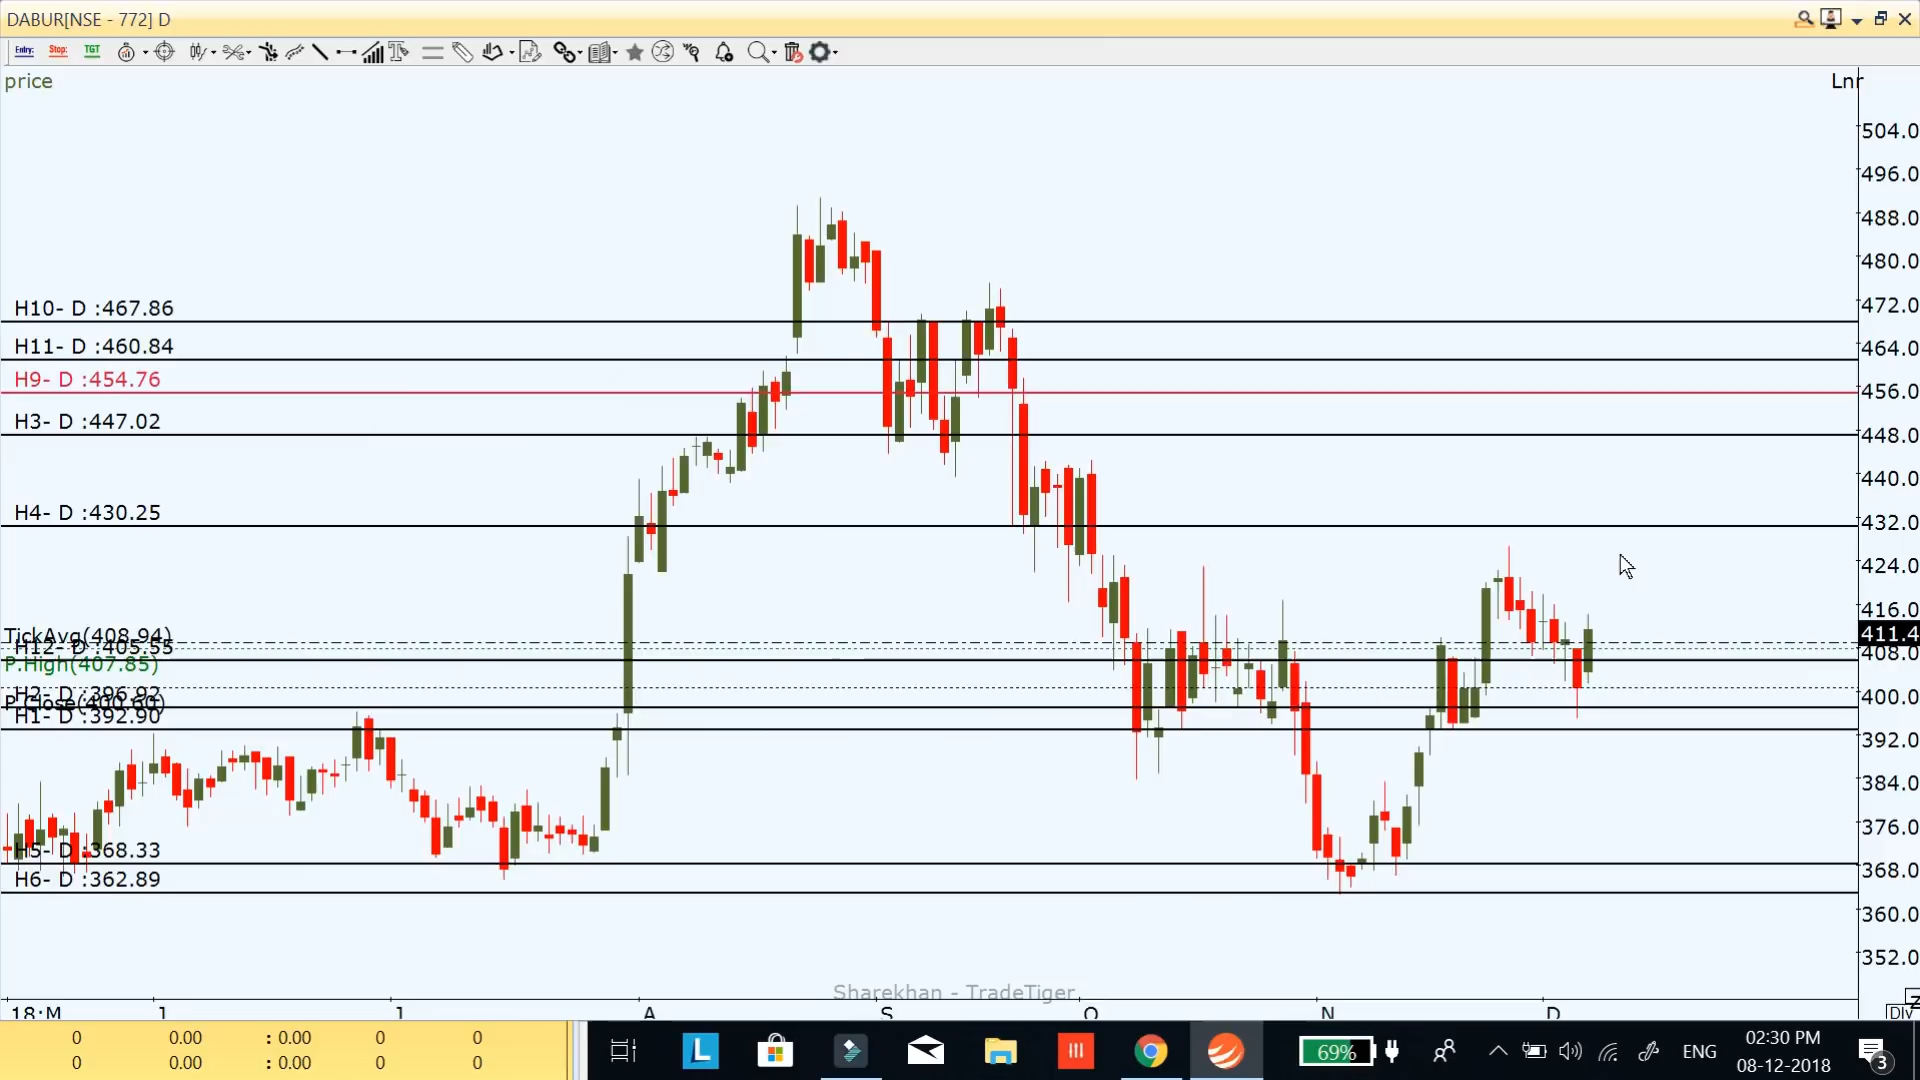 DABUR[NSE - 772] D
Entry:
Stop:
TGT
price
Lnr
504.0
496.0
488.0
480.0
472.0
464.0
456.0
448.0
440.0
432.0
424.0
416.0
411.4
408.0
400.0
392.0
384.0
376.0
368.0
360.0
352.0
H10- D :467.86
H11- D :460.84
H9- D :454.76
H3- D :447.02
H4- D :430.25
TickAvg(408.94)
H12- D :405.55
P.High(407.85)
H2- D :396.92
P.Close(400.60)
H1- D :392.90
H5- D :368.33
H6- D :362.89
Sharekhan - TradeTiger
18:M J J A S O N D
Z
Div
0 0.00 : 0.00 0 0
0 0.00 : 0.00 0 0
L
69%
ENG
02:30 PM
08-12-2018
3